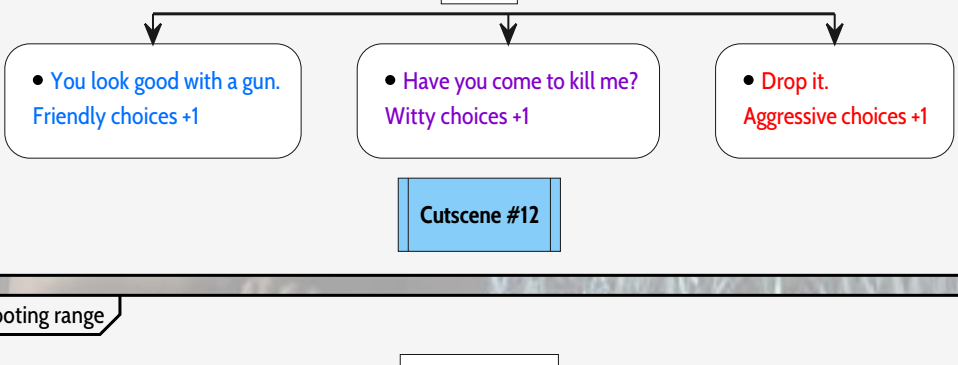 • You look good with a gun.
Friendly choices +1
• Have you come to kill me?
Witty choices +1
• Drop it.
Aggressive choices +1
Cutscene #12
ooting range